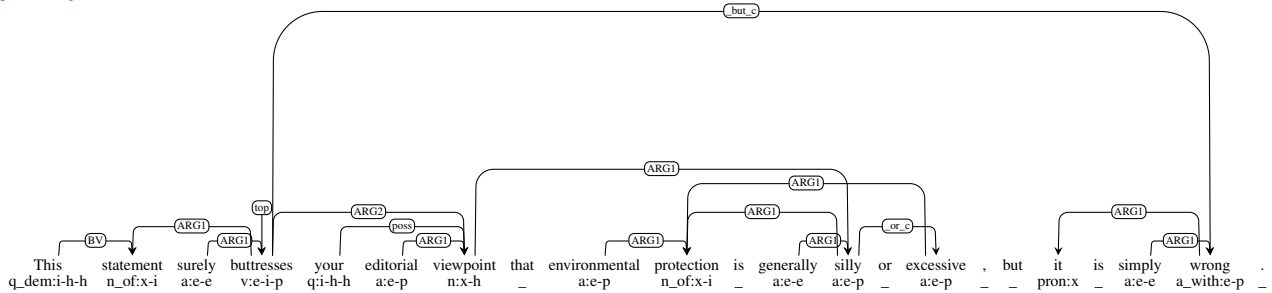 _but_c
ARG1
ARG1
top
ARG1 ARG2 poss ARG1 _or_c ARG1
BV ARG1 ARG1 ARG1 ARG1 ARG1
This statement surely buttresses your editorial viewpoint that environmental protection is generally silly or excessive , but it is simply wrong .
q_dem:i-h-h n_of:x-i a:e-e v:e-i-p q:i-h-h a:e-p n:x-h _ a:e-p n_of:x-i _ a:e-e a:e-p _ a:e-p _ _ pron:x _ a:e-e a_with:e-p _